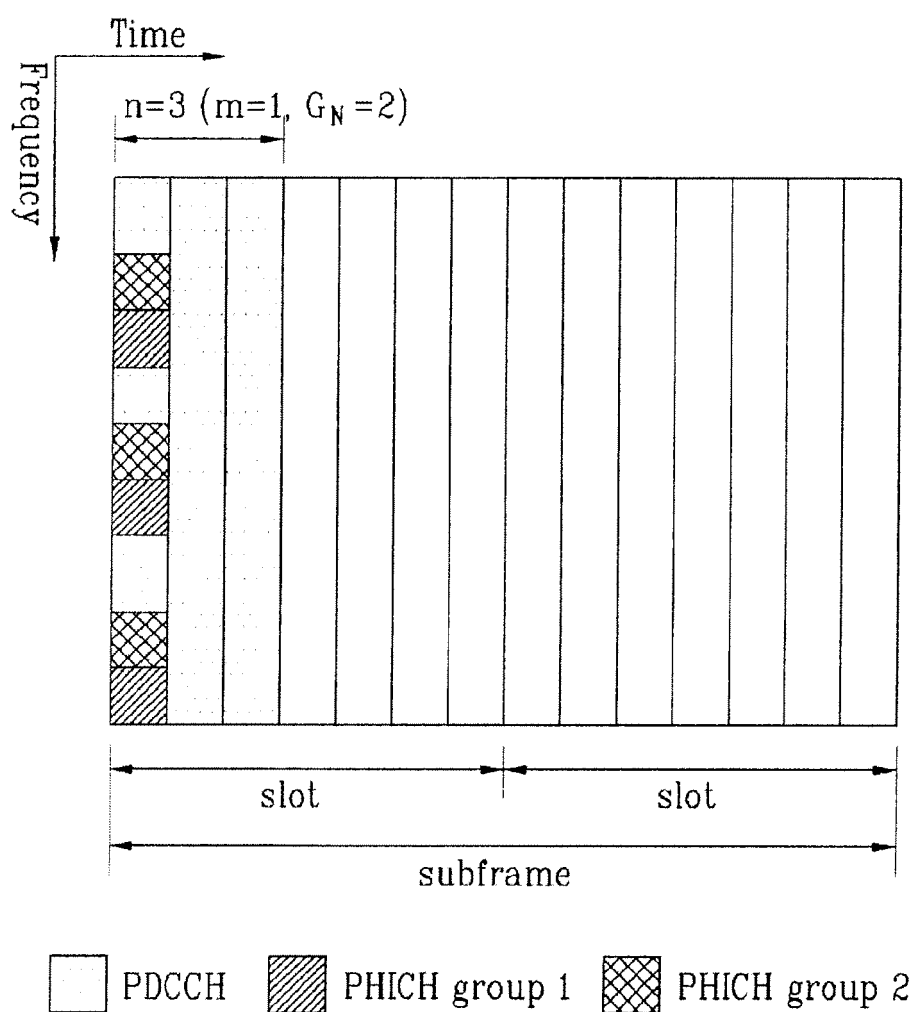 Time
Frequency
n=3 (m=1, G_N=2)
slot
slot
subframe
PDCCH
PHICH group 1
PHICH group 2